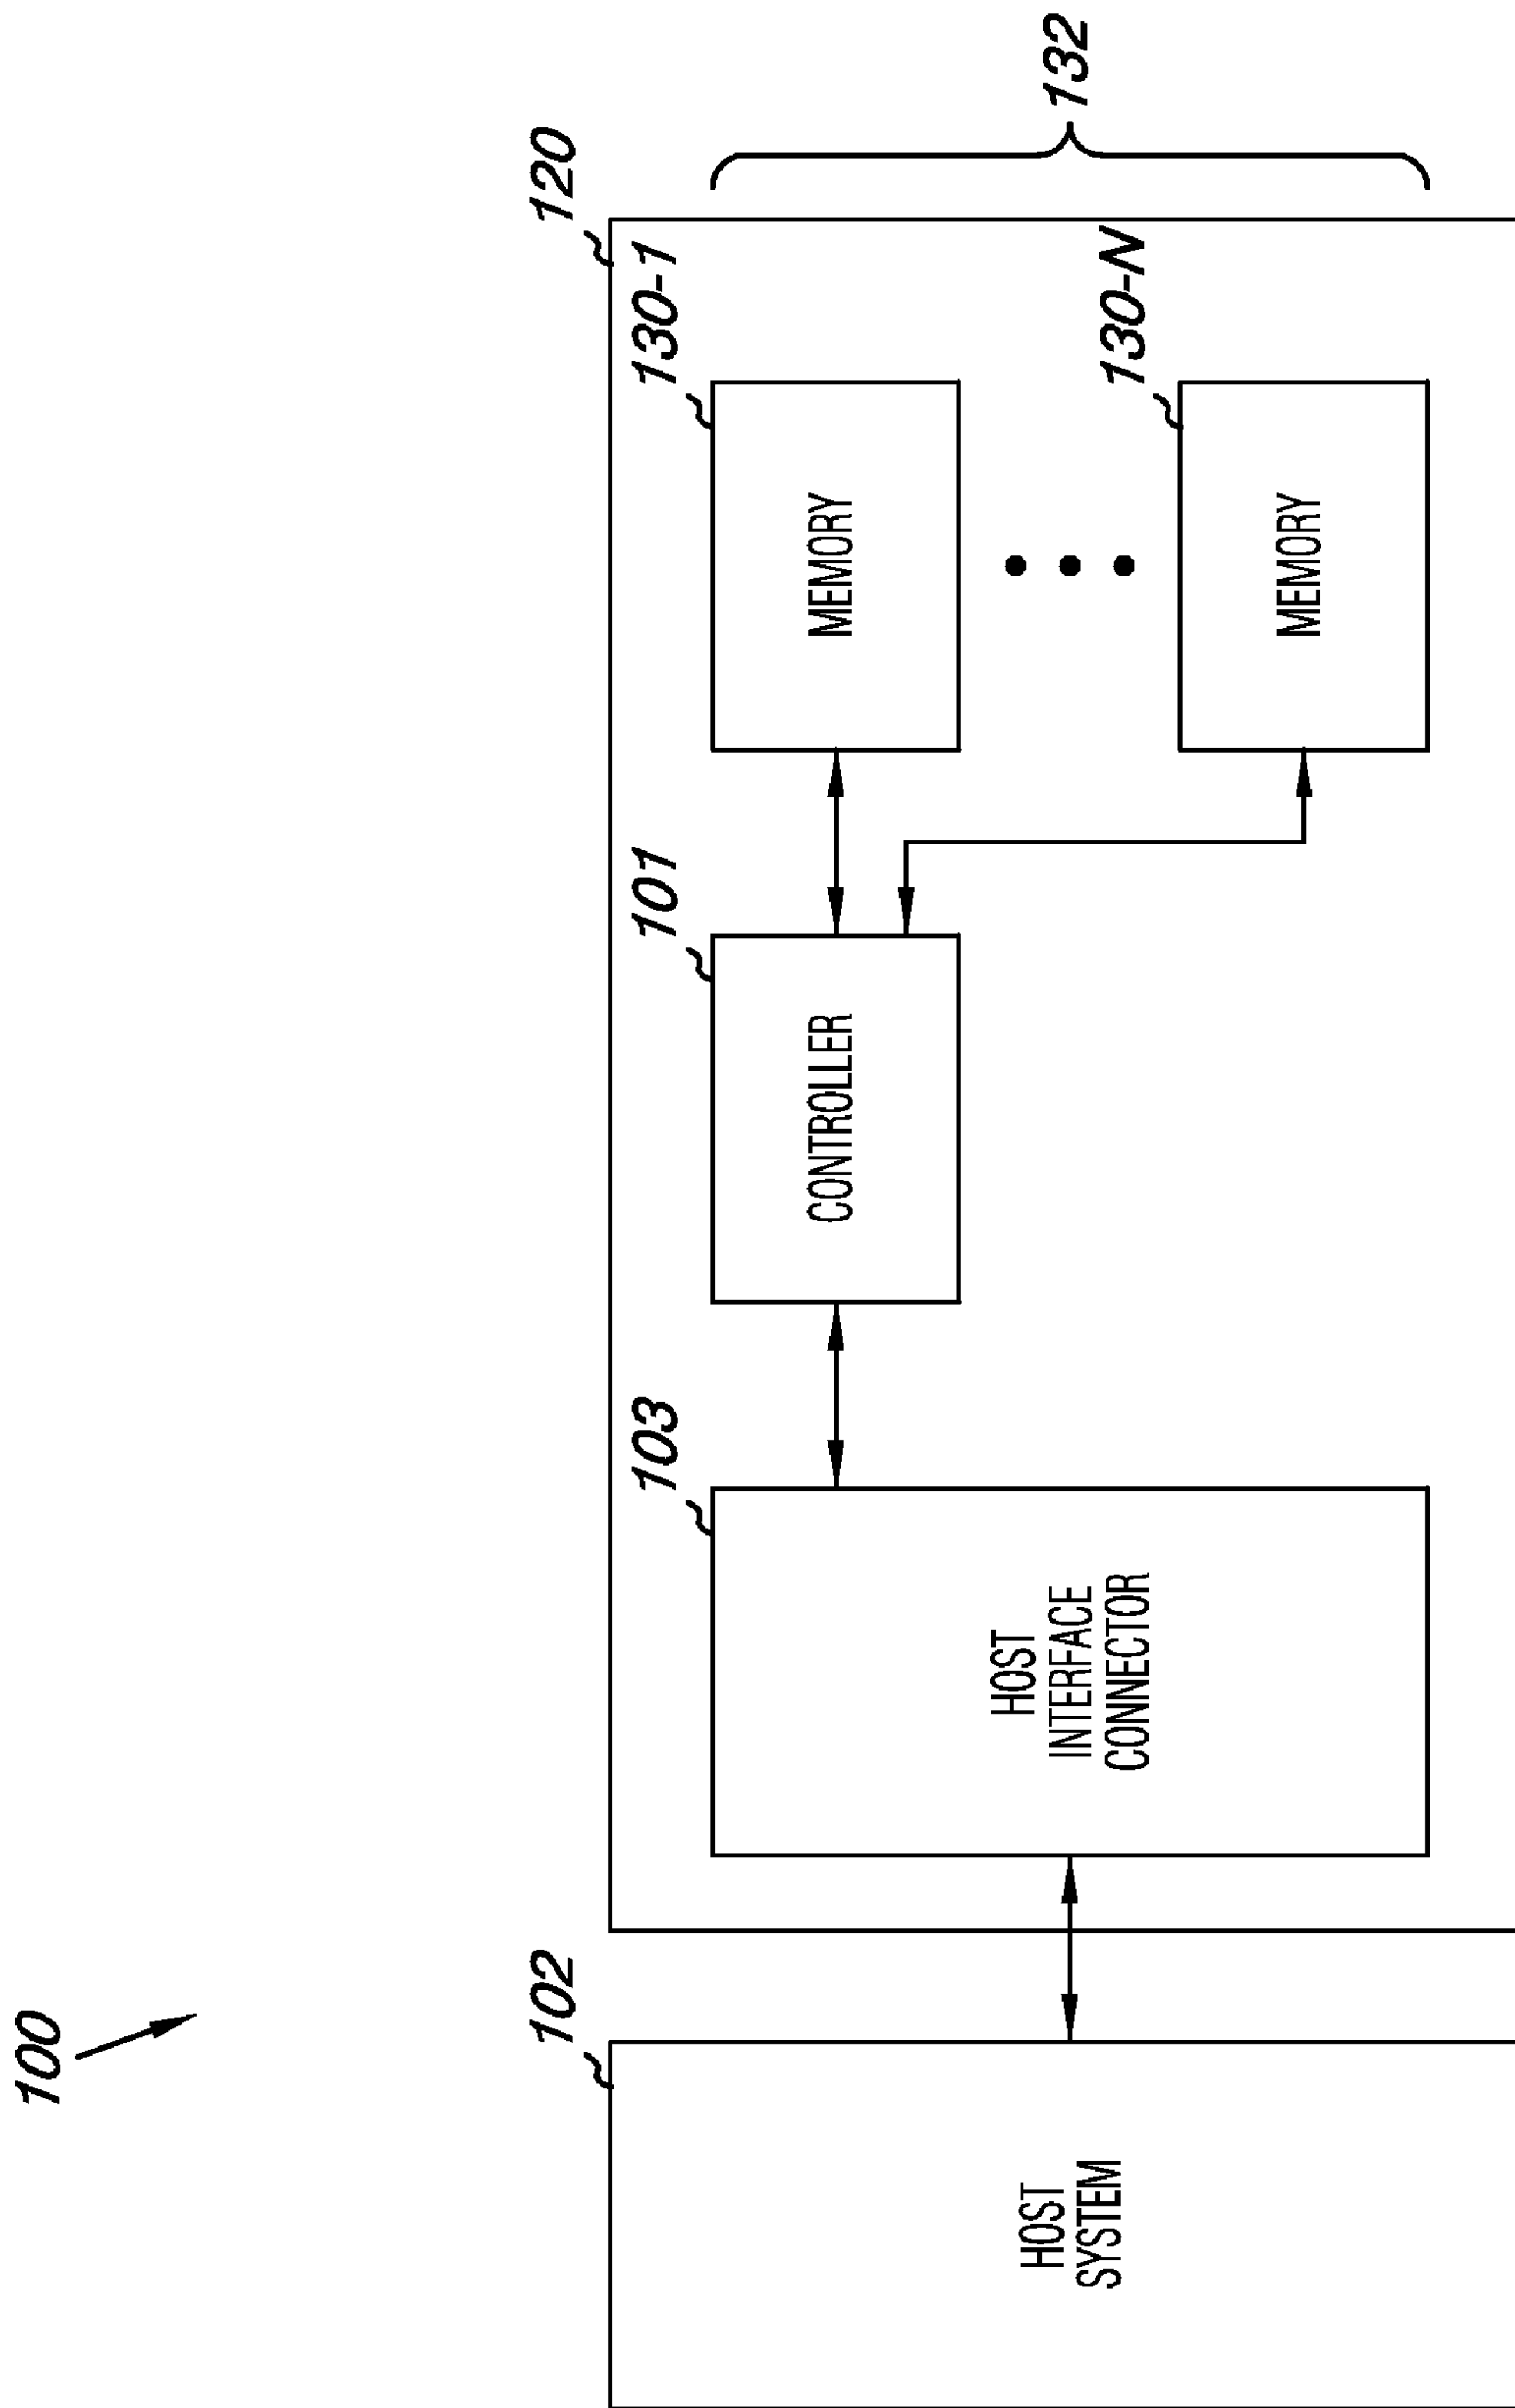 100
102
HOST
SYSTEM
120
103
HOST
INTERFACE
CONNECTOR
101
CONTROLLER
130-1
MEMORY
130-N
MEMORY
132